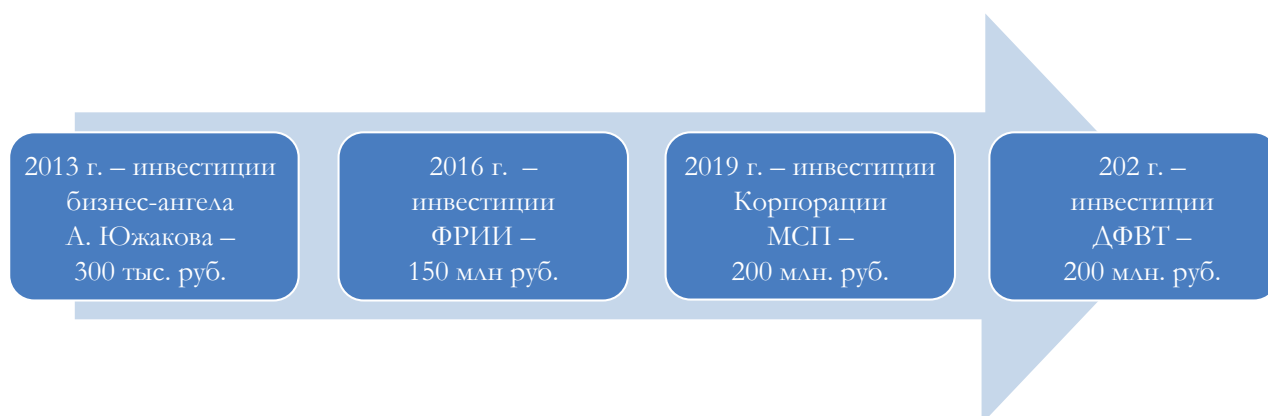 2013 г. – инвестиции
бизнес-ангела
А. Южакова –
300 тыс. руб.
2016 г. –
инвестиции
ФРИИ –
150 млн руб.
2019 г. – инвестиции
Корпорации
МСП –
200 млн. руб.
202 г. –
инвестиции
ДФВТ –
200 млн. руб.